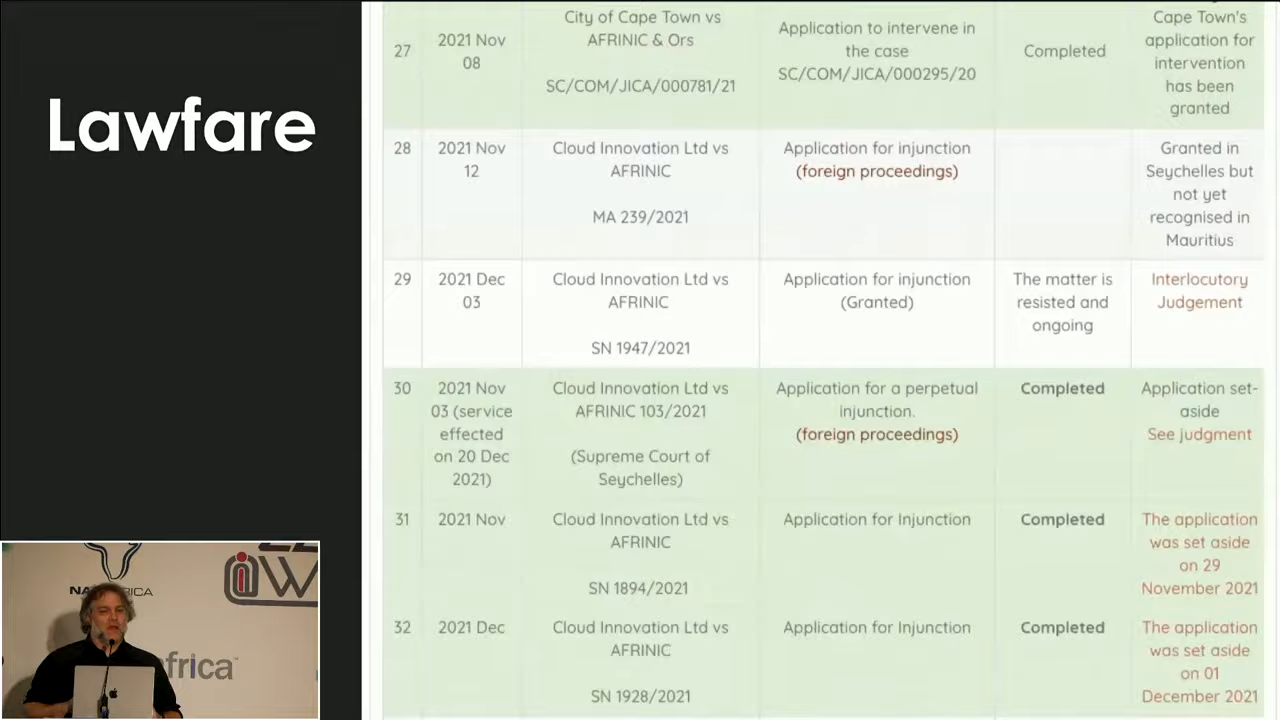 Lawfare
27
2021 Nov
08
City of Cape Town vs
AFRINIC & Ors
SC/COM/JICA/000781/21
Application to intervene in
the case
SC/COM/JICA/000295/20
Completed
Cape Town's
application for
intervention
has been
granted
28
2021 Nov
12
Cloud Innovation Ltd vs
AFRINIC
MA 239/2021
Application for injunction
(foreign proceedings)
Granted in
Seychelles but
not yet
recognised in
Mauritius
29
2021 Dec
03
Cloud Innovation Ltd vs
AFRINIC
SN 1947/2021
Application for injunction
(Granted)
The matter is
resisted and
ongoing
Interlocutory
Judgement
30
2021 Nov
03 (service
effected
on 20 Dec
2021)
Cloud Innovation Ltd vs
AFRINIC 103/2021
(Supreme Court of
Seychelles)
Application for a perpetual
injunction.
(foreign proceedings)
Completed
Application set-
aside
See judgment
31
2021 Nov
Cloud Innovation Ltd vs
AFRINIC
SN 1894/2021
Application for Injunction
Completed
The application
was set aside
on 29
November 2021
32
2021 Dec
Cloud Innovation Ltd vs
AFRINIC
SN 1928/2021
Application for Injunction
Completed
The application
was set aside
on 01
December 2021